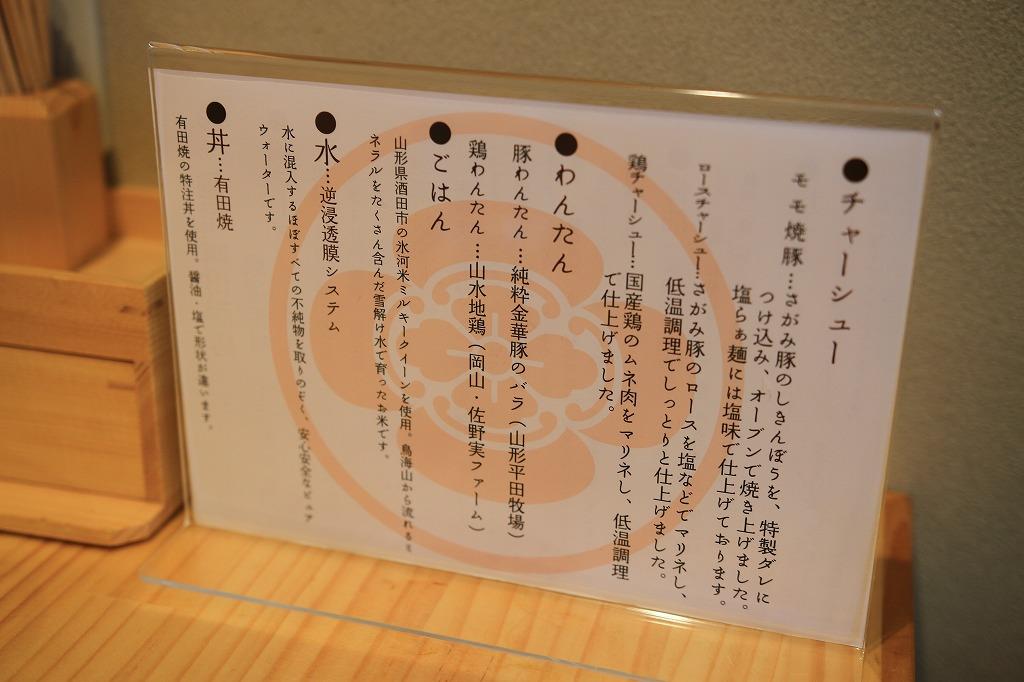 ●チャーシュー
モモ焼豚…さがみ豚のしきんぼうを、特製ダレに
つけ込み、オーブンで焼き上げました。
塩らぁ麺には塩味で仕上げております。
ロースチャーシュー…さがみ豚のロースを塩などでマリネし、
低温調理でしっとりと仕上げました。
鶏チャーシュー…国産鶏のムネ肉をマリネし、低温調理
で仕上げました。
●わんたん
豚わんたん…純粋金華豚のバラ(山形平田牧場)
鶏わんたん…山水地鶏(岡山・佐野実ファーム)
●ごはん
山形県酒田市の氷河米ミルキークイーンを使用。鳥海山から流れるミ
ネラルをたくさん含んだ雪解け水で育ったお米です。
●水…逆浸透膜システム
水に混入するほぼすべての不純物を取りのぞく、安心安全なピュア
ウォーターです。
●丼…有田焼
有田焼の特注丼を使用。醤油・塩で形状が違います。